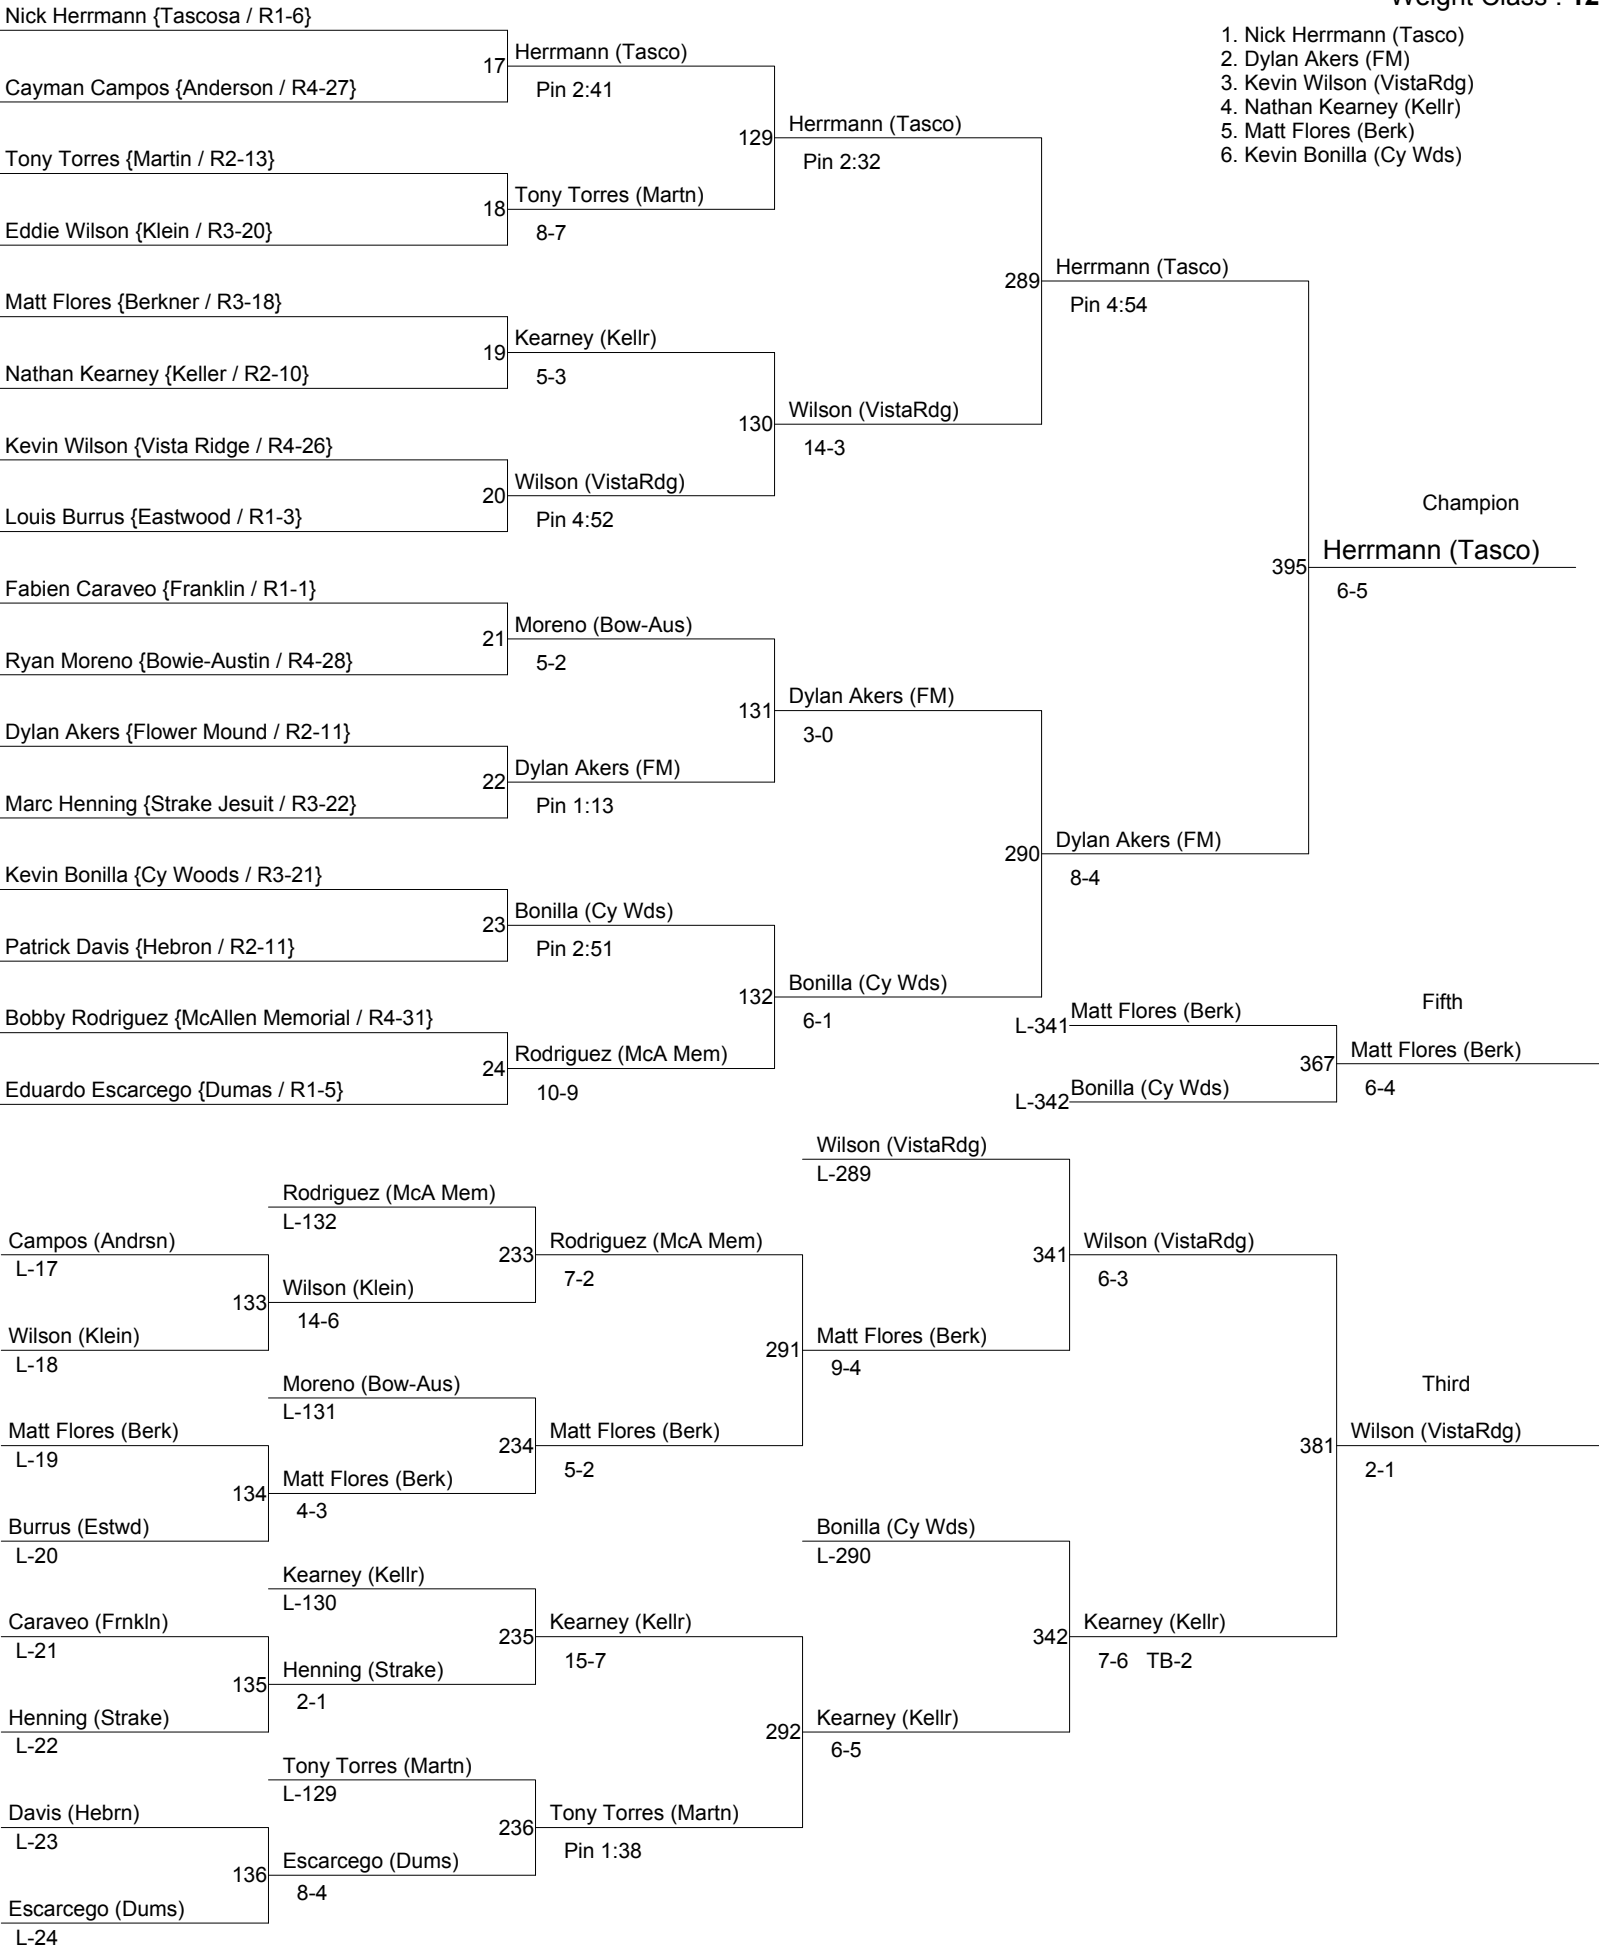 Weight Class : 12
1. Nick Herrmann (Tasco)
2. Dylan Akers (FM)
3. Kevin Wilson (VistaRdg)
4. Nathan Kearney (Kellr)
5. Matt Flores (Berk)
6. Kevin Bonilla (Cy Wds)
Nick Herrmann {Tascosa / R1-6}
Cayman Campos {Anderson / R4-27}
Tony Torres {Martin / R2-13}
Eddie Wilson {Klein / R3-20}
Matt Flores {Berkner / R3-18}
Nathan Kearney {Keller / R2-10}
Kevin Wilson {Vista Ridge / R4-26}
Louis Burrus {Eastwood / R1-3}
Fabien Caraveo {Franklin / R1-1}
Ryan Moreno {Bowie-Austin / R4-28}
Dylan Akers {Flower Mound / R2-11}
Marc Henning {Strake Jesuit / R3-22}
Kevin Bonilla {Cy Woods / R3-21}
Patrick Davis {Hebron / R2-11}
Bobby Rodriguez {McAllen Memorial / R4-31}
Eduardo Escarcego {Dumas / R1-5}
17 Herrmann (Tasco)
Pin 2:41
18 Tony Torres (Martn)
8-7
19 Kearney (Kellr)
5-3
20 Wilson (VistaRdg)
Pin 4:52
21 Moreno (Bow-Aus)
5-2
22 Dylan Akers (FM)
Pin 1:13
23 Bonilla (Cy Wds)
Pin 2:51
24 Rodriguez (McA Mem)
10-9
129 Herrmann (Tasco)
Pin 2:32
130 Wilson (VistaRdg)
14-3
131 Dylan Akers (FM)
3-0
132 Bonilla (Cy Wds)
6-1
289 Herrmann (Tasco)
Pin 4:54
290 Dylan Akers (FM)
8-4
Champion
395 Herrmann (Tasco)
6-5
L-341 Matt Flores (Berk)
L-342 Bonilla (Cy Wds)
Fifth
367 Matt Flores (Berk)
6-4
Campos (Andrsn)
L-17
Wilson (Klein)
L-18
Matt Flores (Berk)
L-19
Burrus (Estwd)
L-20
Caraveo (Frnkln)
L-21
Henning (Strake)
L-22
Davis (Hebrn)
L-23
Escarcego (Dums)
L-24
Rodriguez (McA Mem)
L-132
133 Wilson (Klein)
14-6
Moreno (Bow-Aus)
L-131
134 Matt Flores (Berk)
4-3
Kearney (Kellr)
L-130
135 Henning (Strake)
2-1
Tony Torres (Martn)
L-129
136 Escarcego (Dums)
8-4
233 Rodriguez (McA Mem)
7-2
234 Matt Flores (Berk)
5-2
235 Kearney (Kellr)
15-7
236 Tony Torres (Martn)
Pin 1:38
Wilson (VistaRdg)
L-289
291 Matt Flores (Berk)
9-4
Bonilla (Cy Wds)
L-290
292 Kearney (Kellr)
6-5
341 Wilson (VistaRdg)
6-3
342 Kearney (Kellr)
7-6 TB-2
Third
381 Wilson (VistaRdg)
2-1